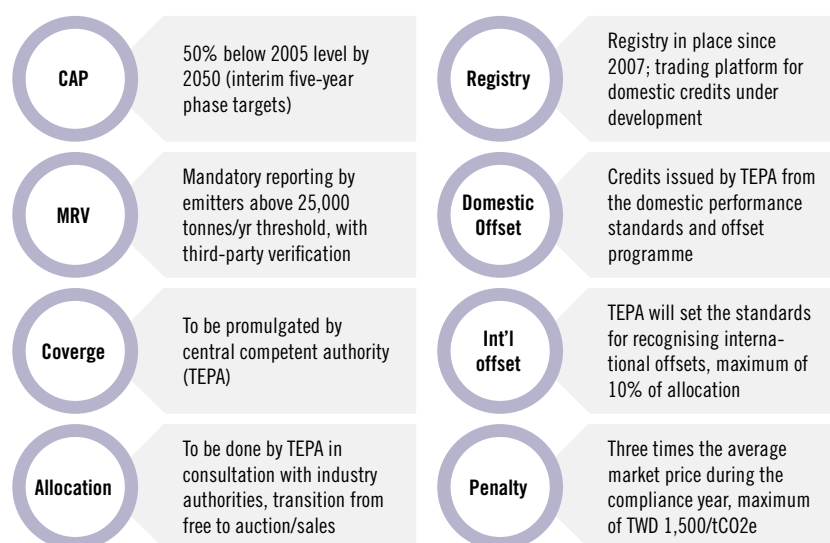 CAP
50% below 2005 level by
2050 (interim five-year
phase targets)
MRV
Mandatory reporting by
emitters above 25,000
tonnes/yr threshold, with
third-party verification
Coverge
To be promulgated by
central competent authority
(TEPA)
Allocation
To be done by TEPA in
consultation with industry
authorities, transition from
free to auction/sales
Registry
Registry in place since
2007; trading platform for
domestic credits under
development
Domestic
Offset
Credits issued by TEPA from
the domestic performance
standards and offset
programme
Int'l
offset
TEPA will set the standards
for recognising interna-
tional offsets, maximum of
10% of allocation
Penalty
Three times the average
market price during the
compliance year, maximum
of TWD 1,500/tCO2e